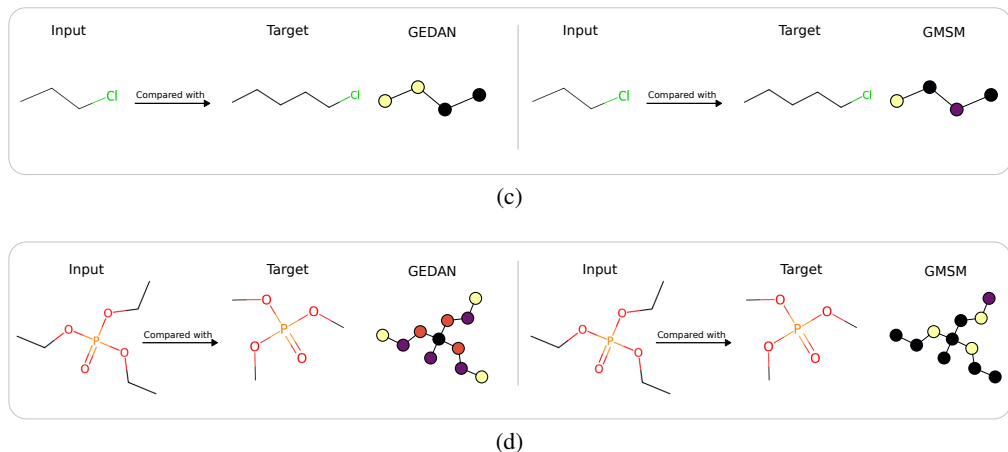 Input Target GEDAN Input Target GMSM
Cl Compared with Cl Cl Compared with Cl
(c)
Input Target GEDAN Input Target GMSM
O O O P O Compared with O O P O O O O O P O Compared with O O P O O
(d)